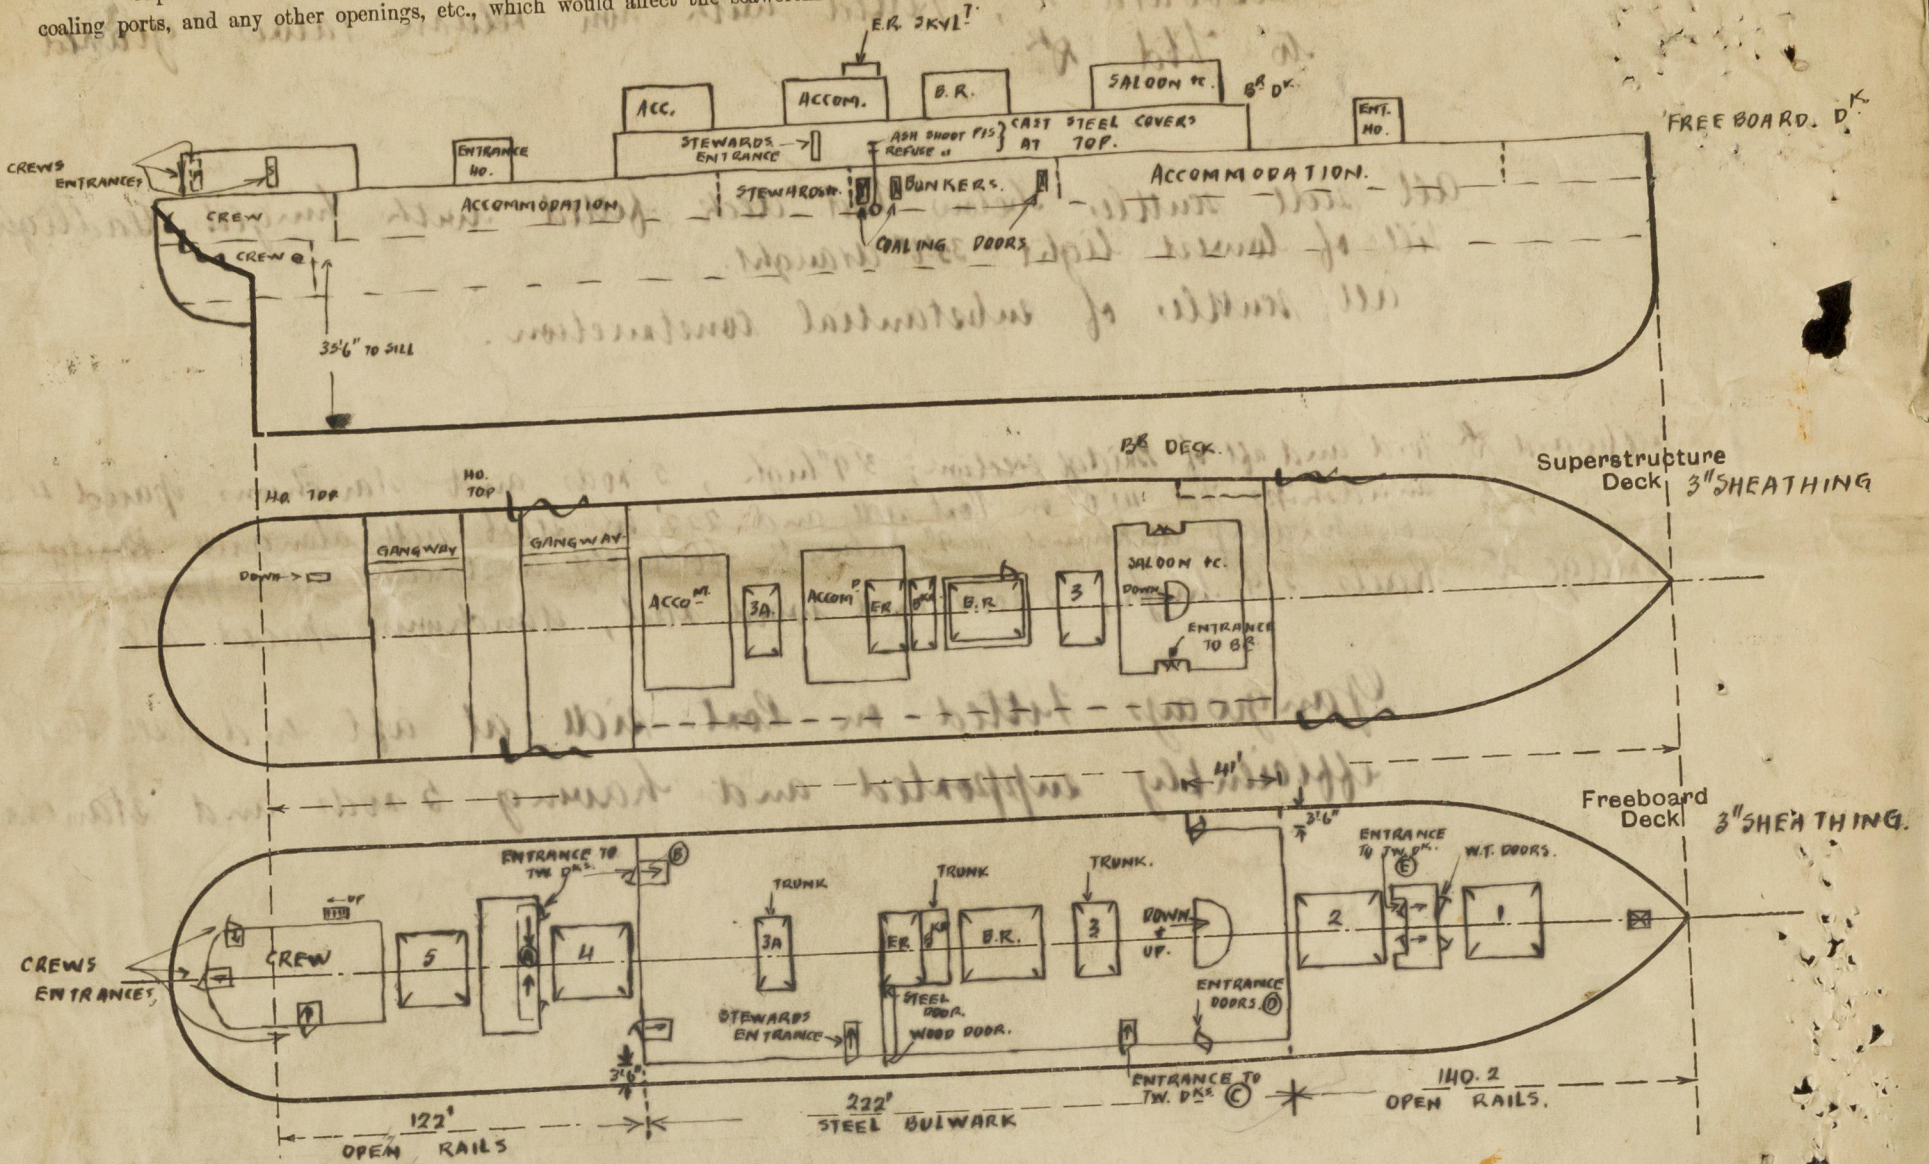 coaling ports, and any other openings, etc., which would affect the
E.R. SKYLT.
ACC.
ACCOM.
B.R.
SALOON &C.
BR DK.
ENT.
HO.
FREEBOARD. DK
CREWS
ENTRANCES
ENTRANCE
HO.
STEWARDS
ENTRANCE
ASH SHOOT P/S
REFUSE "
CAST STEEL COVERS
AT TOP.
CREW
ACCOMMODATION
STEWARDS
BUNKERS.
ACCOMMODATION.
CREW
COALING DOORS
35'6" TO SILL
BR DECK.
Superstructure
Deck
3" SHEATHING
HO. TOP
HO.
TOP
GANGWAY
GANGWAY
DOWN
ACCOM.
3A.
ACCOM
ER
BKR
B.R
3
SALOON &C.
DOWN
ENTRANCE
TO BR
41'
3'6"
Freeboard
Deck
3" SHEATHING.
ENTRANCE TO
TW. DKS.
B
TRUNK
TRUNK
TRUNK.
ENTRANCE
TO TW. DK.
E
W.T. DOORS.
UP
CREWS
ENTRANCES,
CREW
5
A
4
3A
ER
BKR
B.R.
3
DOWN
&
UP.
2
1
STEWARDS
ENTRANCE
STEEL
DOOR.
WOOD DOOR.
ENTRANCE
DOORS. D
3'6"
ENTRANCE TO
TW. DKS. C
122'
OPEN RAILS
222'
STEEL BULWARK
140.2
OPEN RAILS.